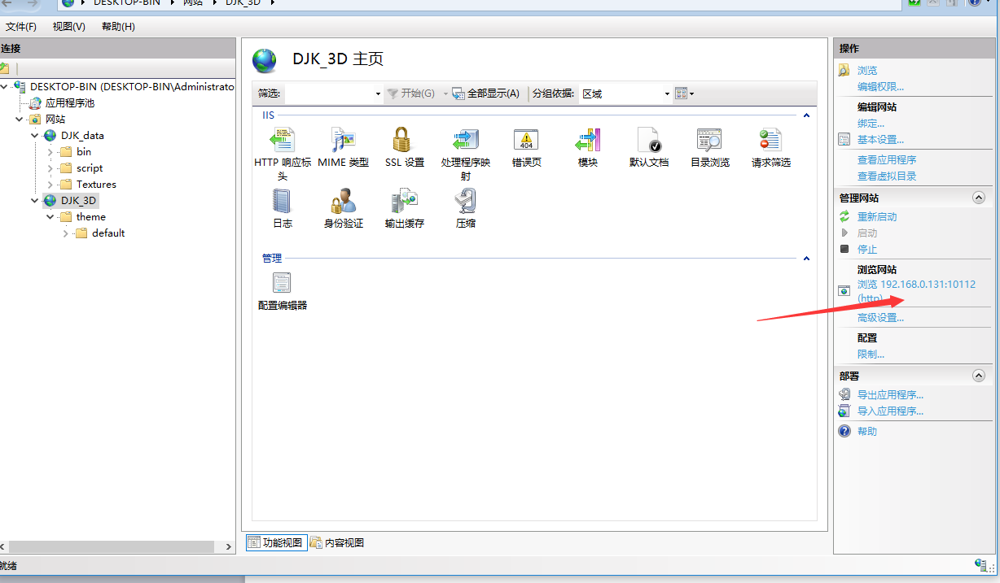 DESKTOP-BIN 网站 DJK_3D
文件(F) 视图(V) 帮助(H)
连接
DESKTOP-BIN (DESKTOP-BIN\Administrato
应用程序池
网站
DJK_data
bin
script
Textures
DJK_3D
theme
default
DJK_3D 主页
筛选: 开始(G) 全部显示(A) 分组依据: 区域
IIS
HTTP 响应标头
MIME 类型
SSL 设置
处理程序映射
404
错误页
模块
默认文档
目录浏览
请求筛选
日志
身份验证
输出缓存
压缩
管理
配置编辑器
功能视图 内容视图
操作
浏览
编辑权限...
编辑网站
绑定...
基本设置...
查看应用程序
查看虚拟目录
管理网站
重新启动
启动
停止
浏览网站
浏览 192.168.0.131:10112
(http)
高级设置...
配置
限制...
部署
导出应用程序...
导入应用程序...
帮助
就绪